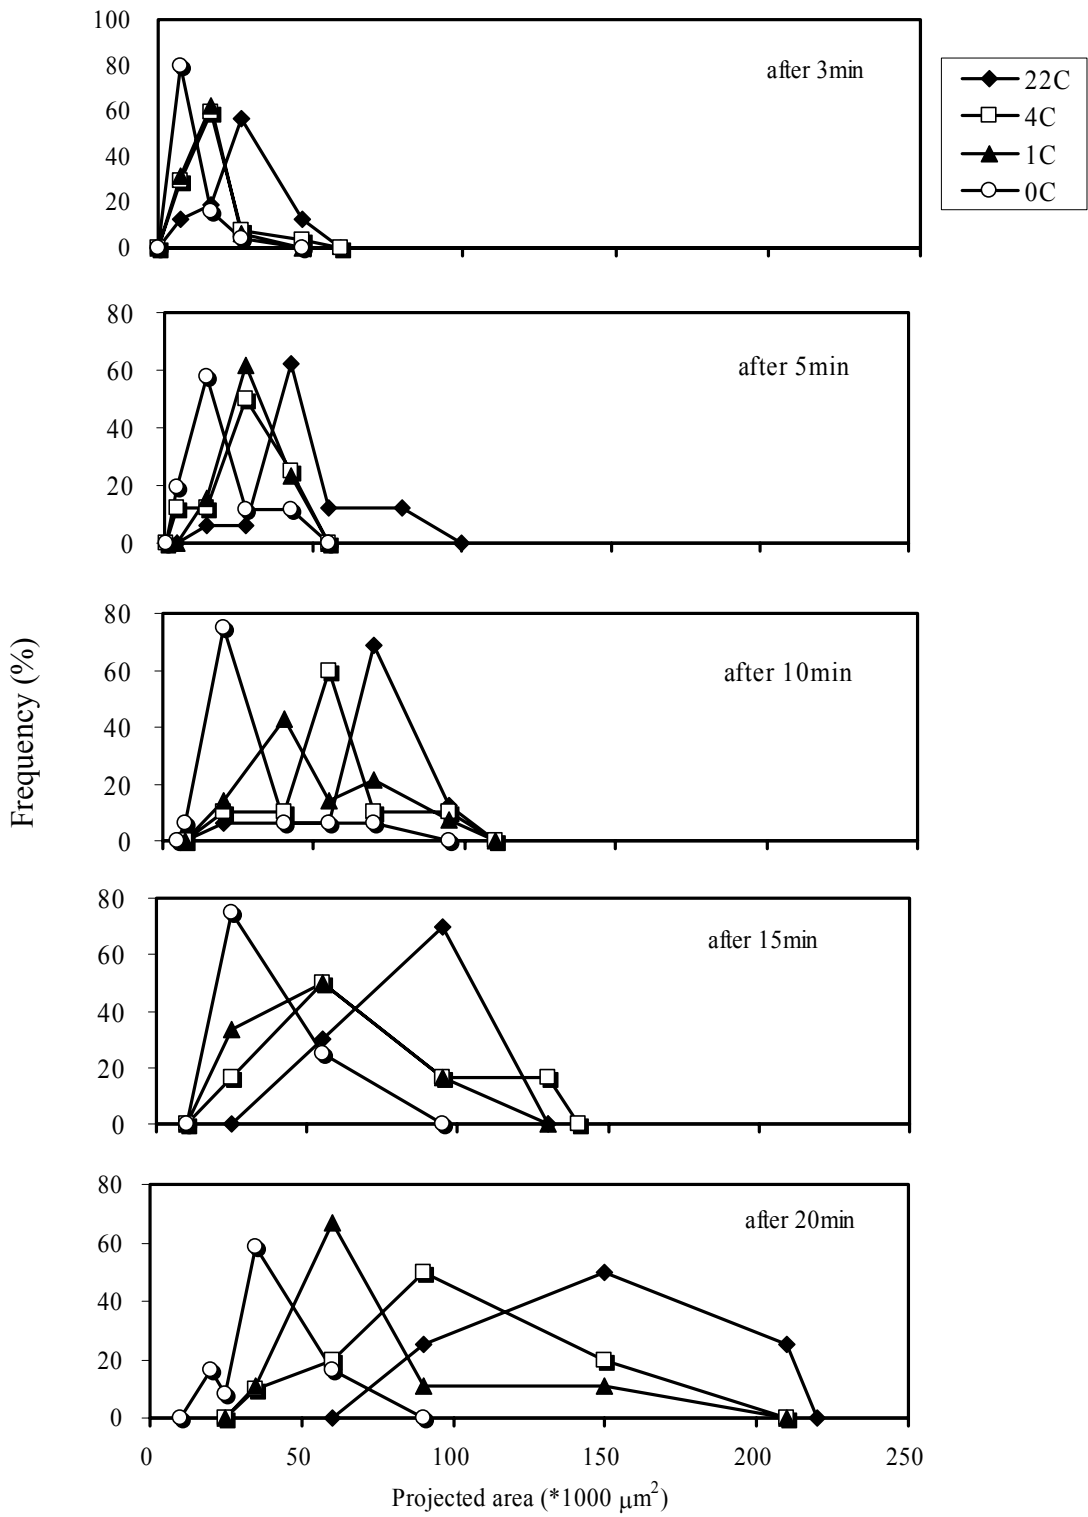 100
80
60
40
20
0
after 3min
22C
4C
1C
0C
80
60
40
20
0
after 5min
80
60
40
20
0
after 10min
80
60
40
20
0
after 15min
80
60
40
20
0
after 20min
0 50 100 150 200 250
Projected area (*1000 μm²)
Frequency (%)